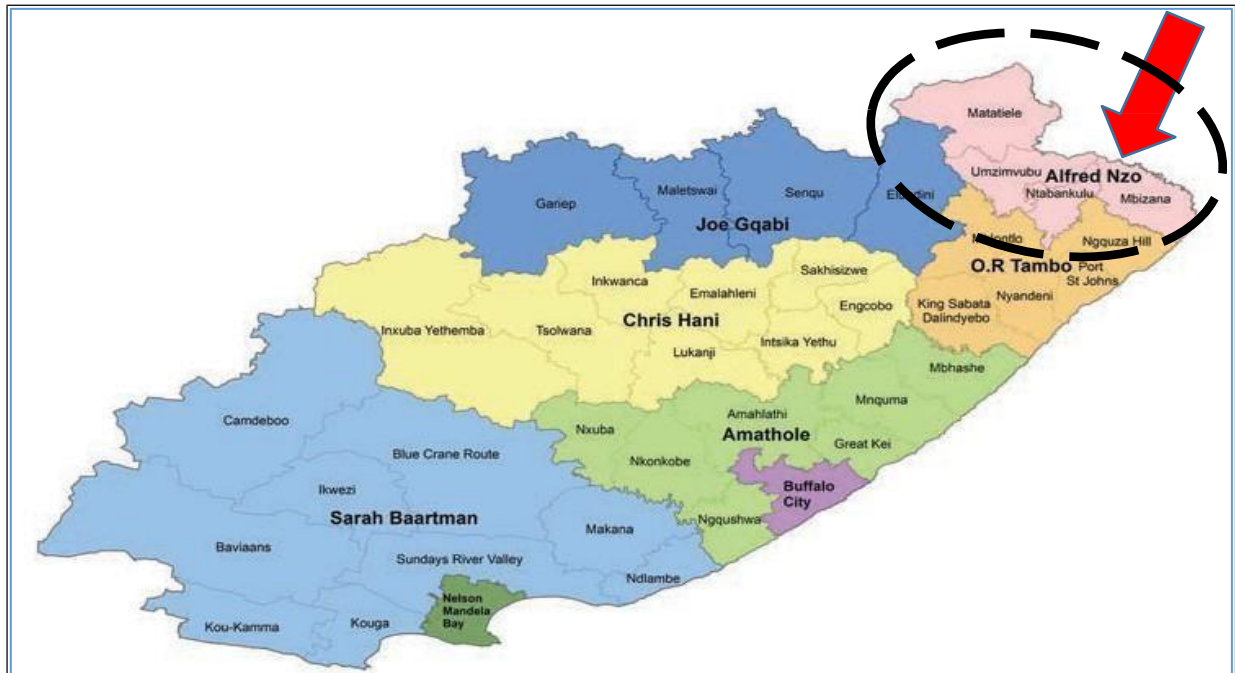 Matatiele
Umzimvubu
Alfred Nzo
Ntabankulu
Mbizana
Gariep
Maletswai
Senqu
Elundini
Joe Gqabi
Ngquza Hill
O.R Tambo
Port
St Johns
Nyandeni
King Sabata
Dalindyebo
Sakhisizwe
Inkwanca
Emalahleni
Engcobo
Chris Hani
Inxuba Yethemba
Tsolwana
Intsika Yethu
Lukanji
Mbhashe
Mnquma
Amahlathi
Amathole
Great Kei
Nxuba
Nkonkobe
Buffalo
City
Ngqushwa
Camdeboo
Blue Crane Route
Ikwezi
Sarah Baartman
Makana
Baviaans
Sundays River Valley
Ndlambe
Nelson
Mandela
Bay
Kou-Kamma
Kouga